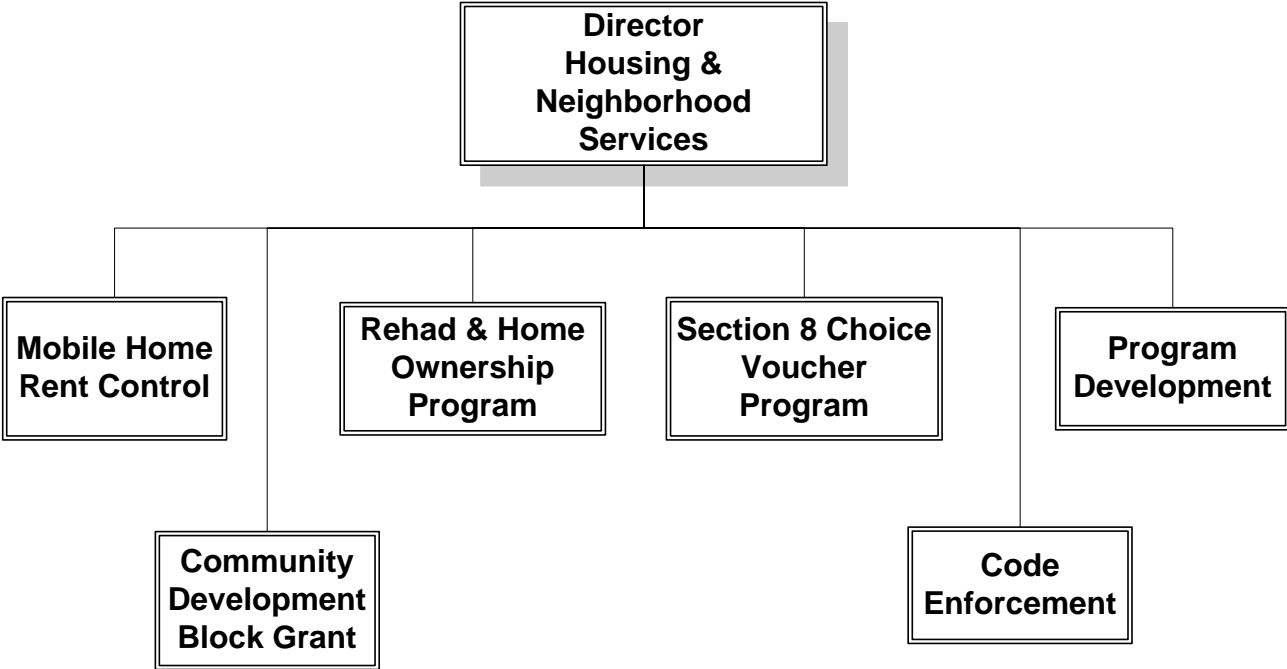 Director
Housing &
Neighborhood
Services
Mobile Home
Rent Control
Rehad & Home
Ownership
Program
Section 8 Choice
Voucher
Program
Program
Development
Community
Development
Block Grant
Code
Enforcement